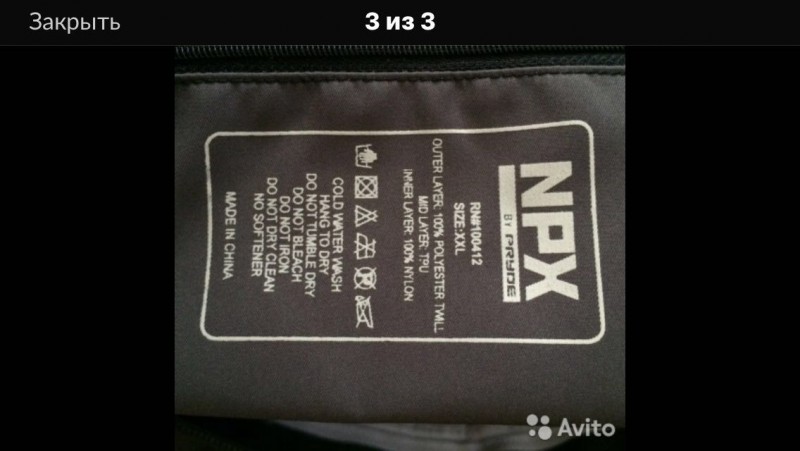 Закрыть
3 из 3
NPX
BY PRYDE
RN#100412
SIZE:XXL
OUTER LAYER: 100% POLYESTER TWILL
MID LAYER: TPU
INNER LAYER: 100% NYLON
COLD WATER WASH
HANG TO DRY
DO NOT TUMBLE DRY
DO NOT BLEACH
DO NOT IRON
DO NOT DRY CLEAN
NO SOFTENER
MADE IN CHINA
Avito